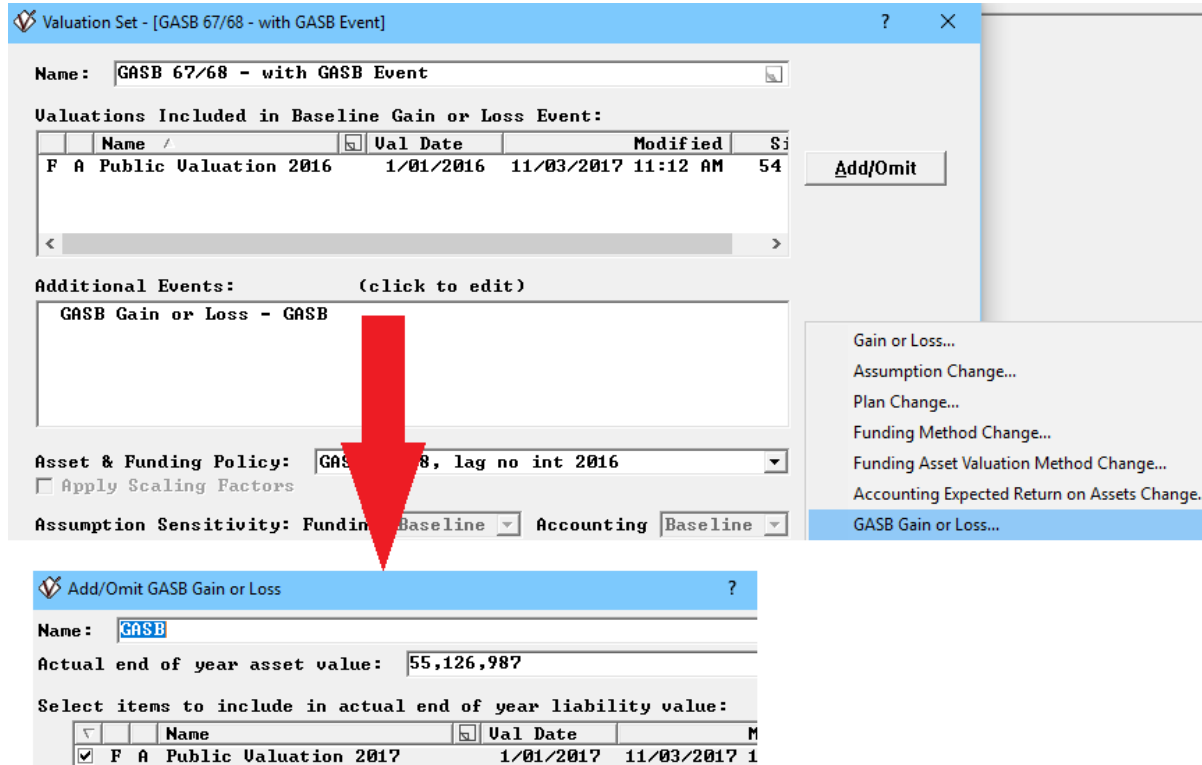 Valuation Set - [GASB 67/68 - with GASB Event] ? ×
Name: GASB 67/68 - with GASB Event
Valuations Included in Baseline Gain or Loss Event:
Name Val Date Modified Si
F A Public Valuation 2016 1/01/2016 11/03/2017 11:12 AM 54
Add/Omit
Additional Events: (click to edit)
GASB Gain or Loss - GASB
Gain or Loss...
Assumption Change...
Plan Change...
Funding Method Change...
Funding Asset Valuation Method Change...
Accounting Expected Return on Assets Change.
GASB Gain or Loss...
Asset & Funding Policy: GAS 8, lag no int 2016
Apply Scaling Factors
Assumption Sensitivity: Fundin Baseline Accounting Baseline
Add/Omit GASB Gain or Loss ?
Name: GASB
Actual end of year asset value: 55,126,987
Select items to include in actual end of year liability value:
Name Val Date M
F A Public Valuation 2017 1/01/2017 11/03/2017 1